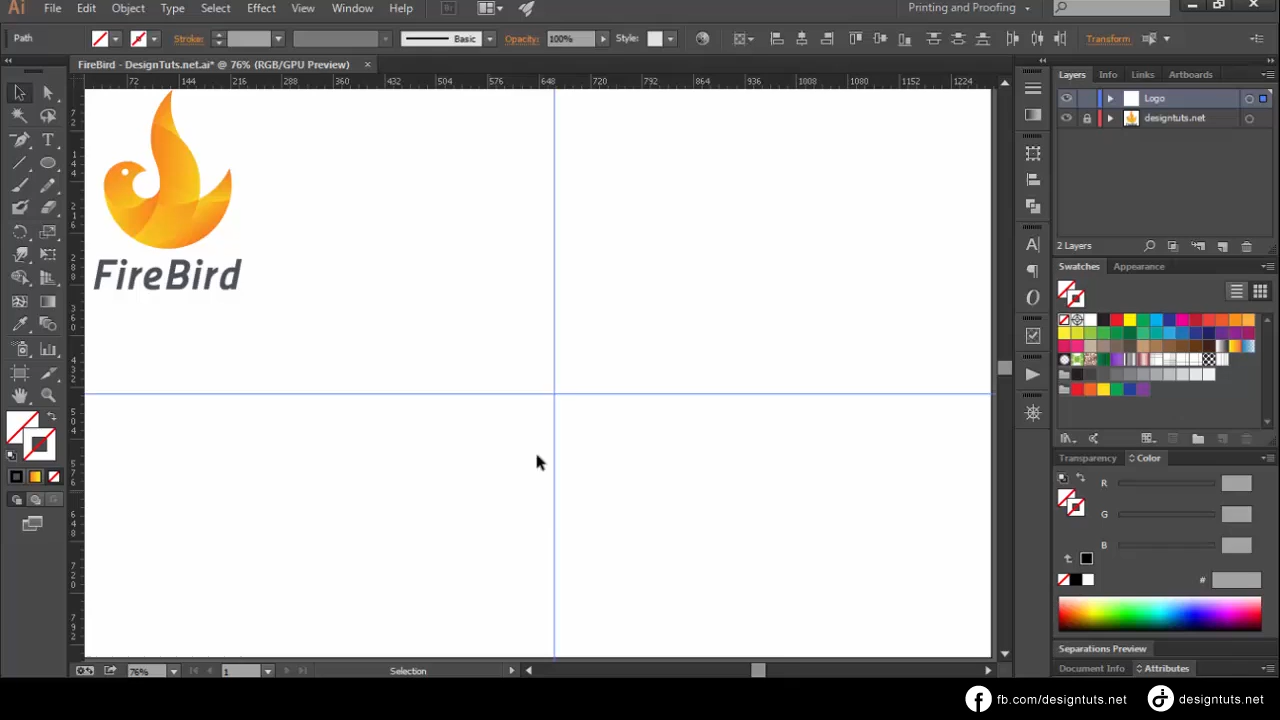 Ai File Edit Object Type Select Effect View Window Help Br Printing and Proofing
Path Stroke: Basic Opacity: 100% Style: Transform
FireBird - DesignTuts.net.ai* @ 76% (RGB/GPU Preview) ×
72 144 216 288 360 432 504 576 648 720 792 864 936 1008 1080 1152 1224
Layers Info Links Artboards
Logo
designtuts.net
2 Layers
Swatches Appearance
FireBird
Transparency Color
R
G
B
#
Separations Preview
Document Info Attributes
76% 1 Selection
fb.com/designtuts.net designtuts.net